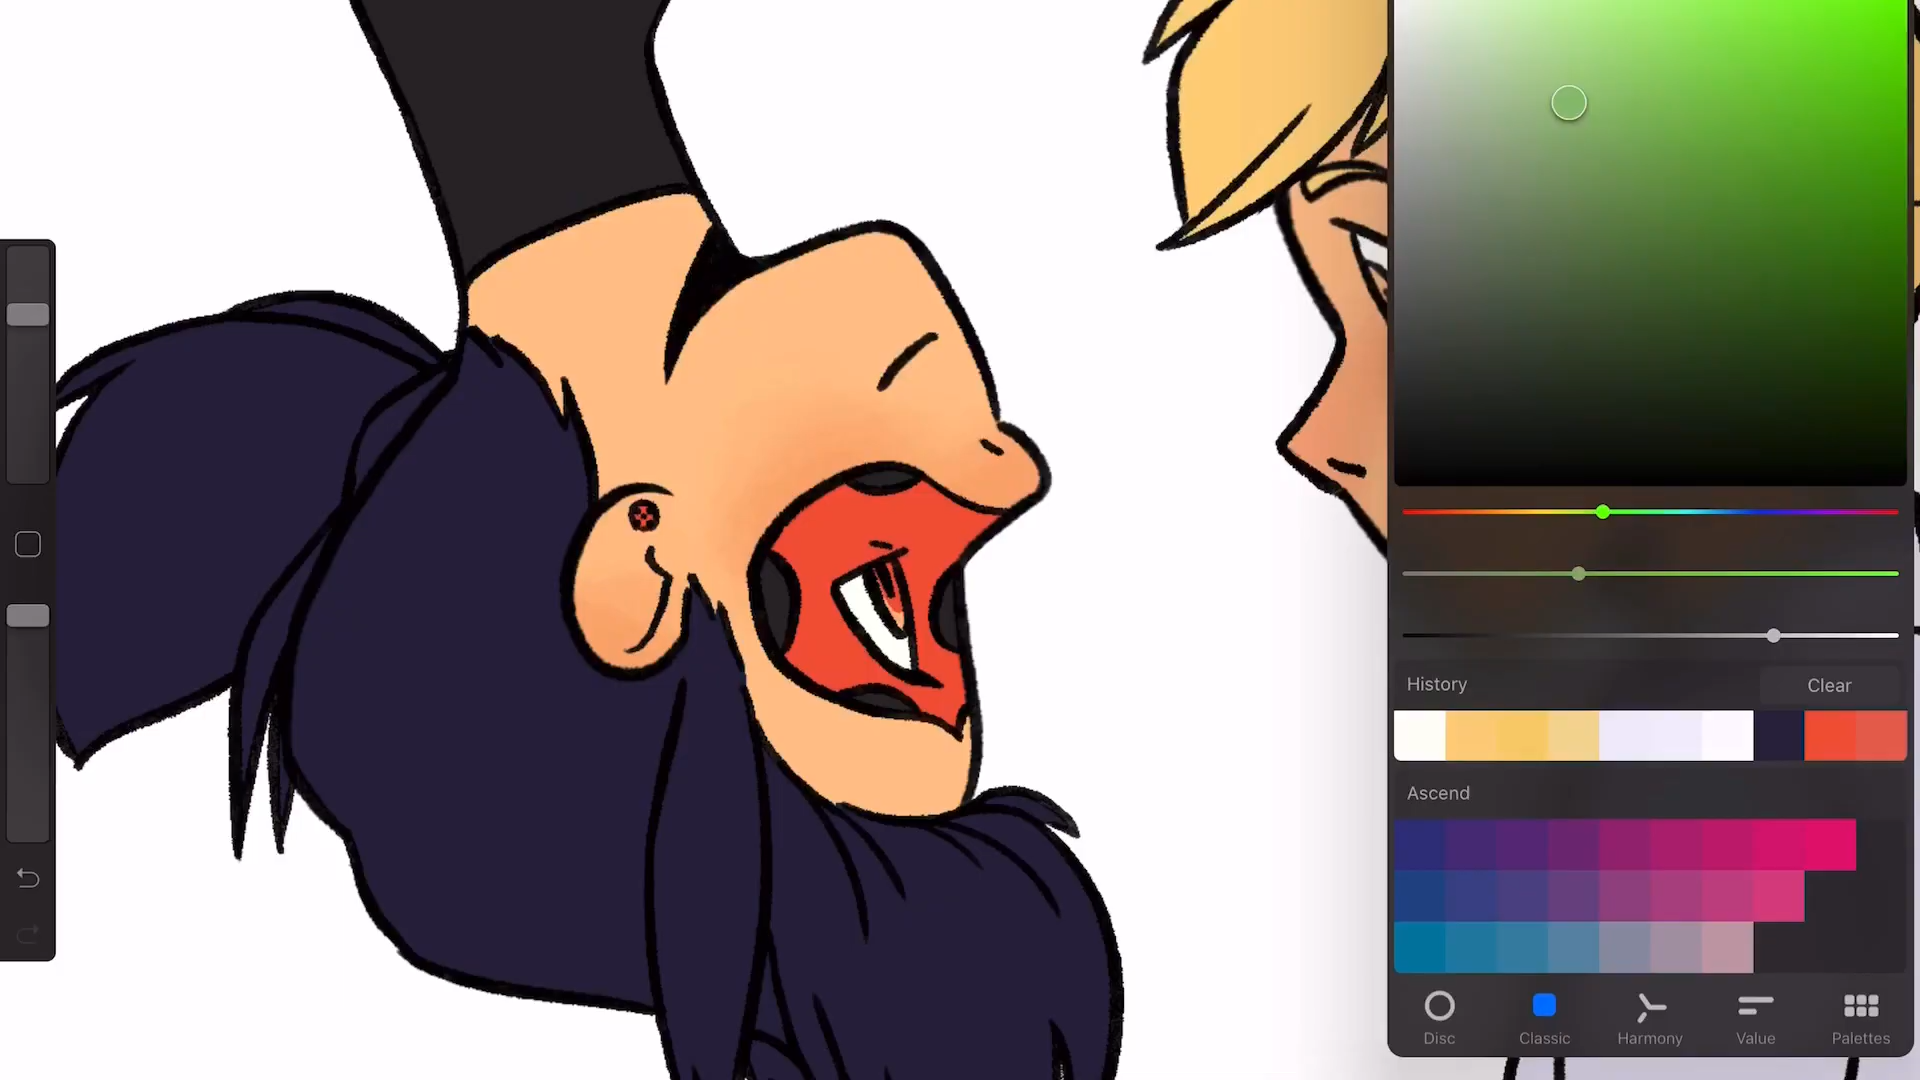 History
Clear
Ascend
Disc
Classic
Harmony
Value
Palettes